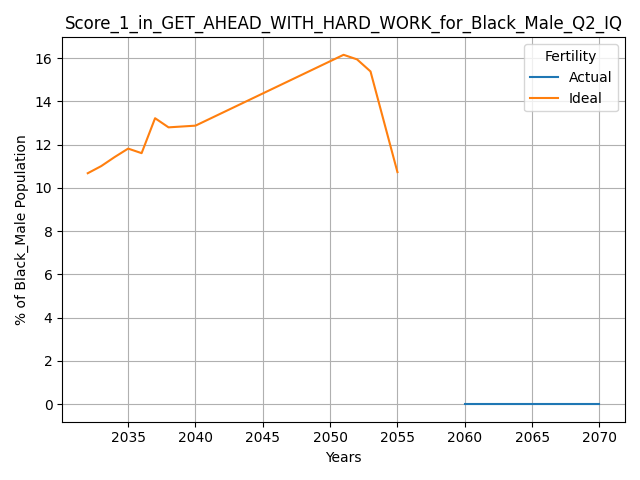 Score_1_in_GET_AHEAD_WITH_HARD_WORK_for_Black_Male_Q2_IQ
Fertility
Actual
Ideal
% of Black_Male Population
16
14
12
10
8
6
4
2
0
2035 2040 2045 2050 2055 2060 2065 2070
Years